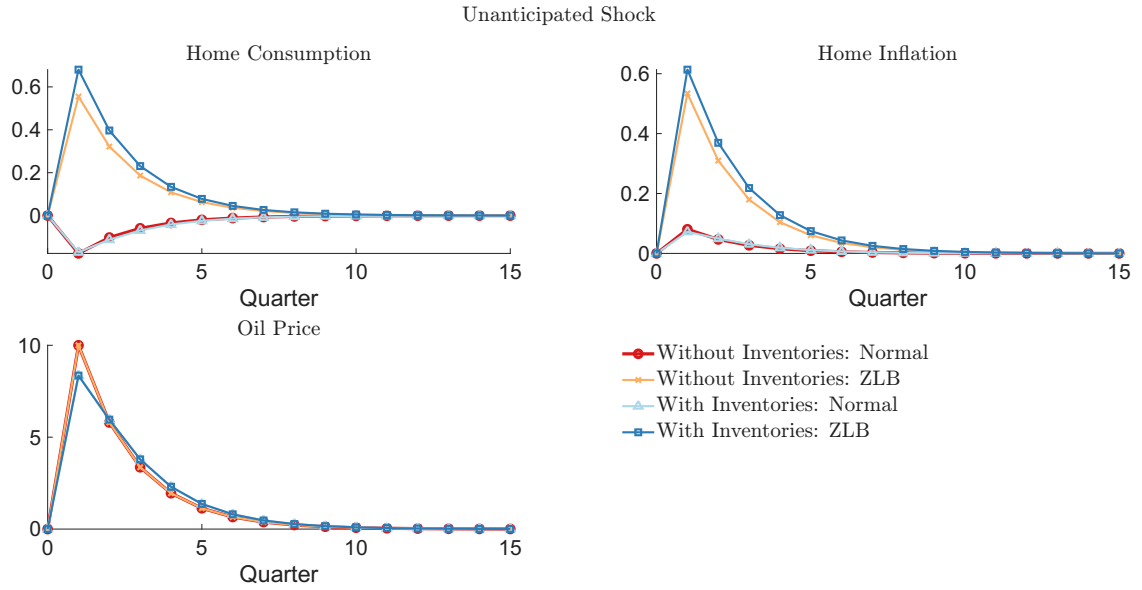 Unanticipated Shock
Home Consumption
0.6
0.4
0.2
0
0
5
10
15
Quarter
Home Inflation
0.6
0.4
0.2
0
0
5
10
15
Quarter
Oil Price
10
5
0
0
5
10
15
Quarter
Without Inventories: Normal
Without Inventories: ZLB
With Inventories: Normal
With Inventories: ZLB